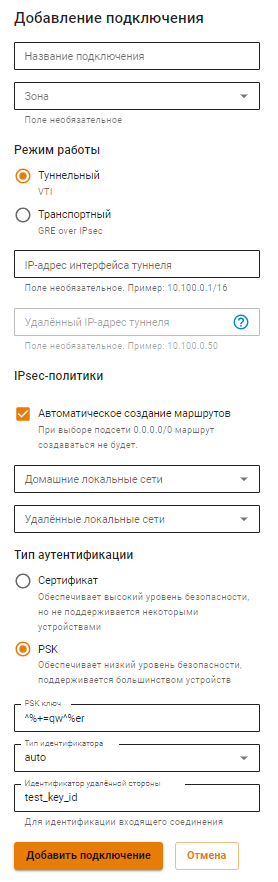 Добавление подключения
Название подключения
Зона
Поле необязательное
Режим работы
Туннельный
VTI
Транспортный
GRE over IPsec
IP-адрес интерфейса туннеля
Поле необязательное. Пример: 10.100.0.1/16
Удалённый IP-адрес туннеля
Поле необязательное. Пример: 10.100.0.50
IPsec-политики
Автоматическое создание маршрутов
При выборе подсети 0.0.0.0/0 маршрут
создаваться не будет.
Домашние локальные сети
Удалённые локальные сети
Тип аутентификации
Сертификат
Обеспечивает высокий уровень безопасности,
но не поддерживается некоторыми
устройствами
PSK
Обеспечивает низкий уровень безопасности,
поддерживается большинством устройств
PSK ключ
^%+=qw^%er
Тип идентификатора
auto
Идентификатор удалённой стороны
test_key_id
Для идентификации входящего соединения
Добавить подключение
Отмена